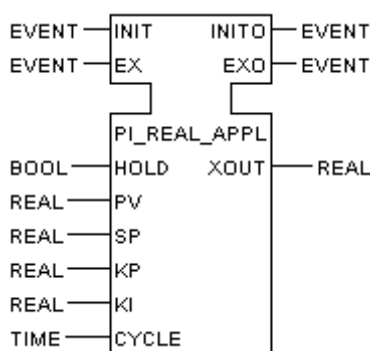 EVENT INIT INITO EVENT
EVENT EX EXO EVENT
PI_REAL_APPL
BOOL HOLD XOUT REAL
REAL PV
REAL SP
REAL KP
REAL KI
TIME CYCLE